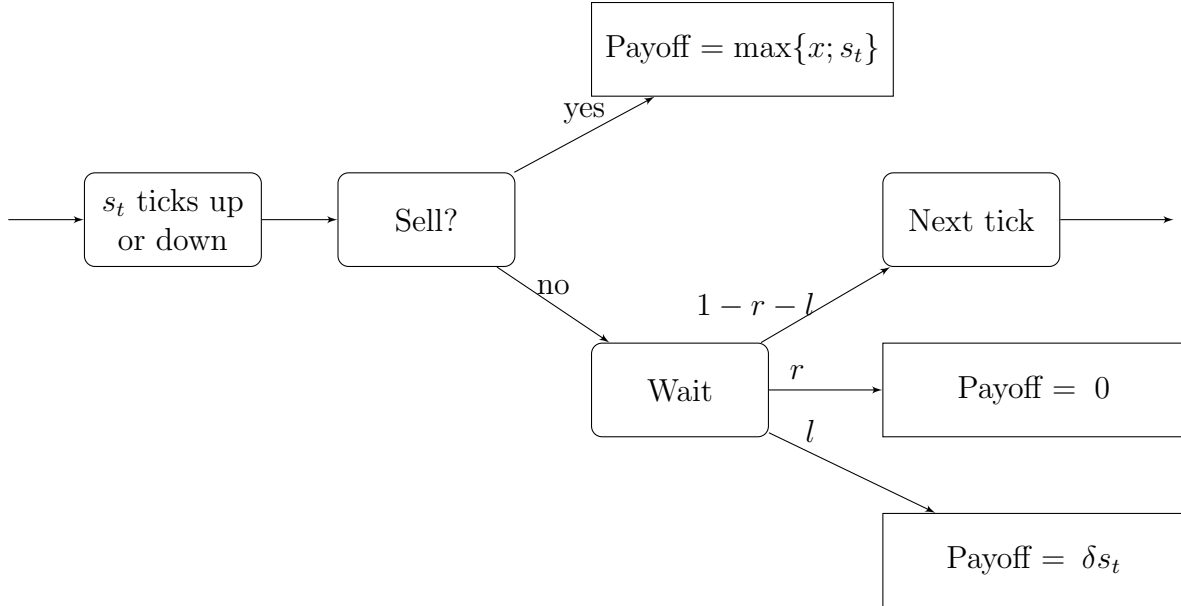 Payoff = max{x; s_t}
yes
s_t ticks up
or down
Sell?
Next tick
no
1 − r − l
r
Wait
Payoff = 0
l
Payoff = δs_t